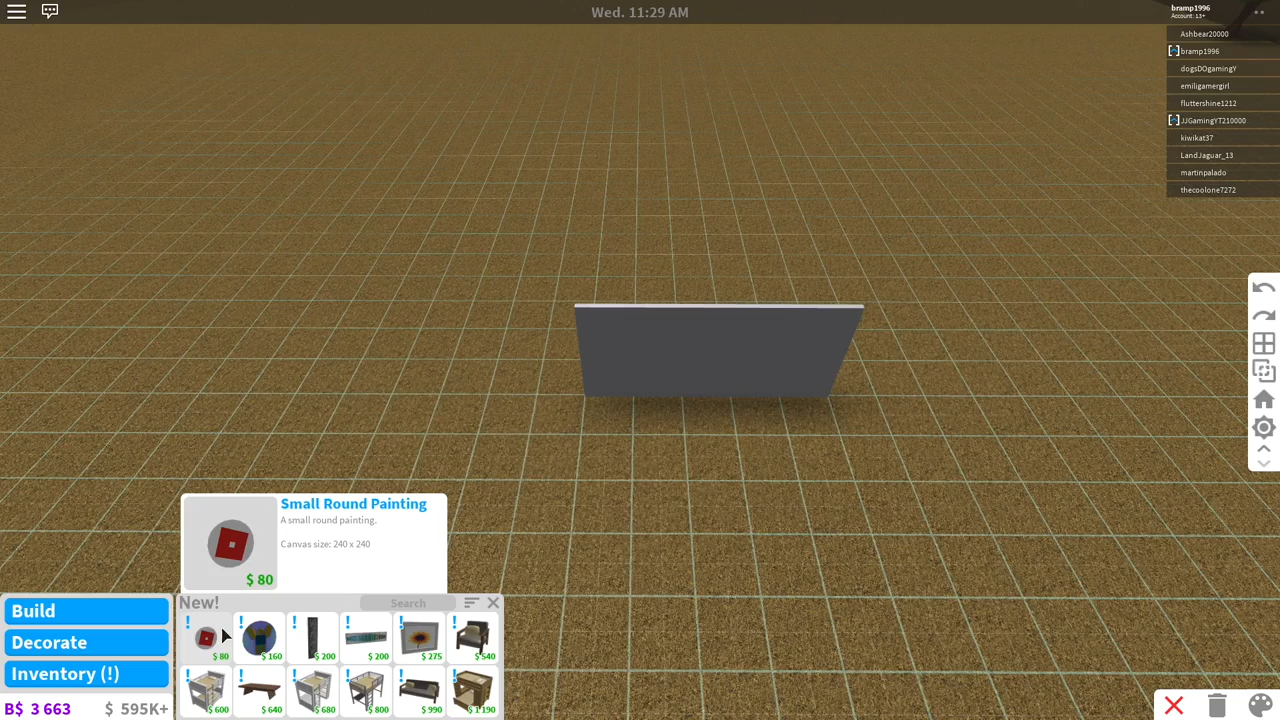 Wed. 11:29 AM
bramp1996
Account: 13+
Ashbear20000
bramp1996
dogsDOgamingY
emiligamergirl
fluttershine1212
JJGamingYT210000
kiwikat37
LandJaguar_13
martinpalado
thecoolone7272
Small Round Painting
A small round painting.
Canvas size: 240 x 240
$ 80
New!
Search
! $ 80
! $ 160
! $ 200
! $ 200
! $ 275
! $ 540
! $ 600
! $ 640
! $ 680
! $ 800
! $ 990
! $ 1 190
Build
Decorate
Inventory (!)
B$ 3 663
$ 595K+